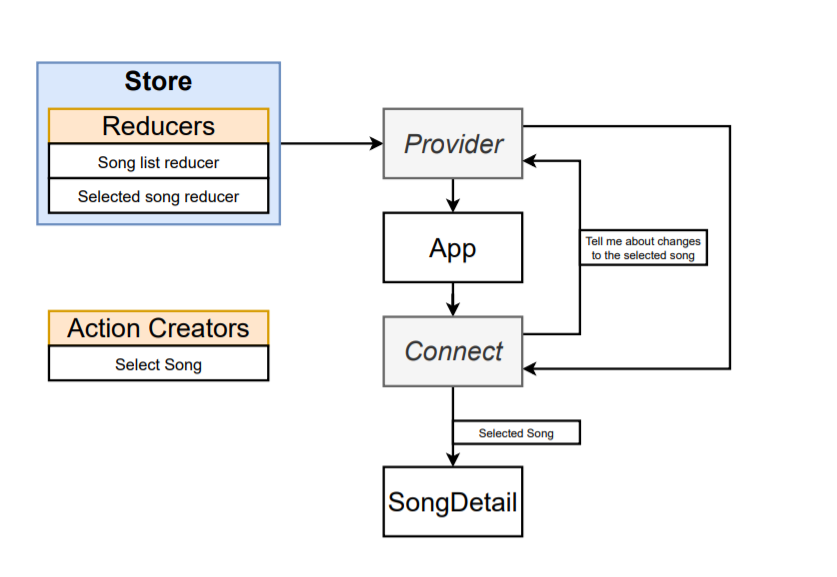 Store
Reducers
Song list reducer
Selected song reducer
Provider
App
Tell me about changes
to the selected song
Action Creators
Select Song
Connect
Selected Song
SongDetail